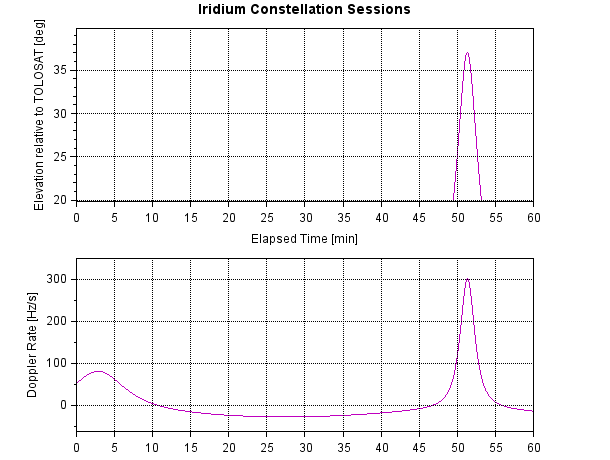 Iridium Constellation Sessions
Elevation relative to TOLOSAT [deg]
35
30
25
20
0 5 10 15 20 25 30 35 40 45 50 55 60
Elapsed Time [min]
Doppler Rate [Hz/s]
300
200
100
0
0 5 10 15 20 25 30 35 40 45 50 55 60